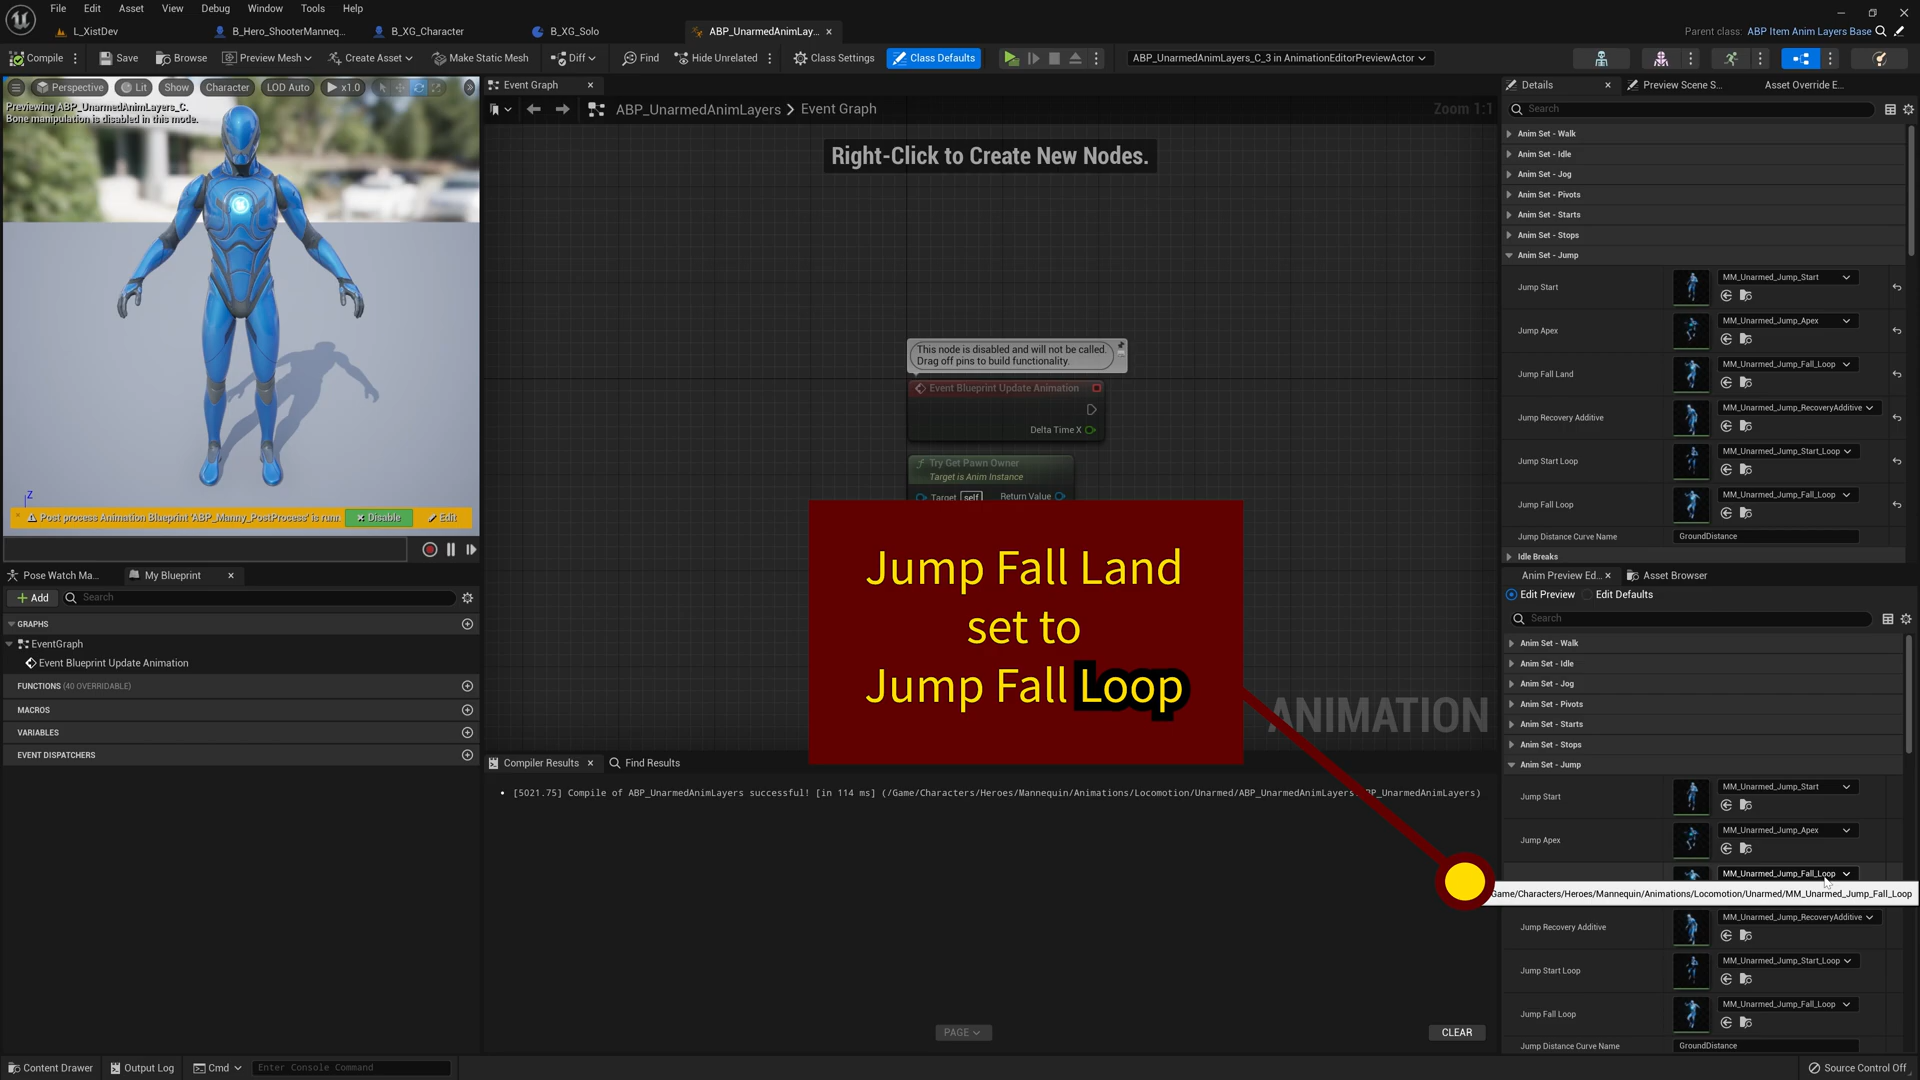 File Edit Asset View Debug Window Tools Help
L_XistDev
B_Hero_ShooterManneq...
B_XG_Character
B_XG_Solo
ABP_UnarmedAnimLay...
Parent class: ABP Item Anim Layers Base
Compile
Save
Browse
Preview Mesh
Create Asset
Make Static Mesh
Diff
Find
Hide Unrelated
Class Settings
Class Defaults
ABP_UnarmedAnimLayers_C_3 in AnimationEditorPreviewActor
Perspective
Lit
Show
Character
LOD Auto
x1.0
Previewing ABP_UnarmedAnimLayers_C.
Bone manipulation is disabled in this mode.
Z
Post process Animation Blueprint 'ABP_Manny_PostProcess' is runn
Disable
Edit
Pose Watch Ma...
My Blueprint
Add
Search
GRAPHS
EventGraph
Event Blueprint Update Animation
FUNCTIONS (40 OVERRIDABLE)
MACROS
VARIABLES
EVENT DISPATCHERS
Event Graph
ABP_UnarmedAnimLayers > Event Graph
Zoom 1:1
Right-Click to Create New Nodes.
This node is disabled and will not be called.
Drag off pins to build functionality.
Event Blueprint Update Animation
Delta Time X
Try Get Pawn Owner
Target is Anim Instance
Target self
Return Value
Jump Fall Land
set to
Jump Fall Loop
ANIMATION
Compiler Results
Find Results
[5021.75] Compile of ABP_UnarmedAnimLayers successful! [in 114 ms] (/Game/Characters/Heroes/Mannequin/Animations/Locomotion/Unarmed/ABP_UnarmedAnimLayers BP_UnarmedAnimLayers)
PAGE
CLEAR
Details
Preview Scene S...
Asset Override E...
Search
Anim Set - Walk
Anim Set - Idle
Anim Set - Jog
Anim Set - Pivots
Anim Set - Starts
Anim Set - Stops
Anim Set - Jump
Jump Start
MM_Unarmed_Jump_Start
Jump Apex
MM_Unarmed_Jump_Apex
Jump Fall Land
MM_Unarmed_Jump_Fall_Loop
Jump Recovery Additive
MM_Unarmed_Jump_RecoveryAdditive
Jump Start Loop
MM_Unarmed_Jump_Start_Loop
Jump Fall Loop
MM_Unarmed_Jump_Fall_Loop
Jump Distance Curve Name
GroundDistance
Idle Breaks
Anim Preview Ed...
Asset Browser
Edit Preview
Edit Defaults
Search
Anim Set - Walk
Anim Set - Idle
Anim Set - Jog
Anim Set - Pivots
Anim Set - Starts
Anim Set - Stops
Anim Set - Jump
Jump Start
MM_Unarmed_Jump_Start
Jump Apex
MM_Unarmed_Jump_Apex
MM_Unarmed_Jump_Fall_Loop
Game/Characters/Heroes/Mannequin/Animations/Locomotion/Unarmed/MM_Unarmed_Jump_Fall_Loop
Jump Recovery Additive
MM_Unarmed_Jump_RecoveryAdditive
Jump Start Loop
MM_Unarmed_Jump_Start_Loop
Jump Fall Loop
MM_Unarmed_Jump_Fall_Loop
Jump Distance Curve Name
GroundDistance
Content Drawer
Output Log
Cmd
Enter Console Command
Source Control Off